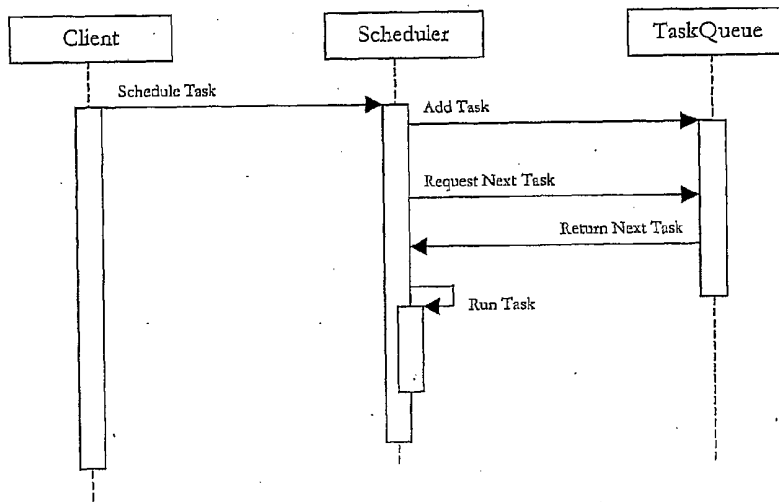 Client
Scheduler
TaskQueue
Schedule Task
Add Task
Request Next Task
Return Next Task
Run Task